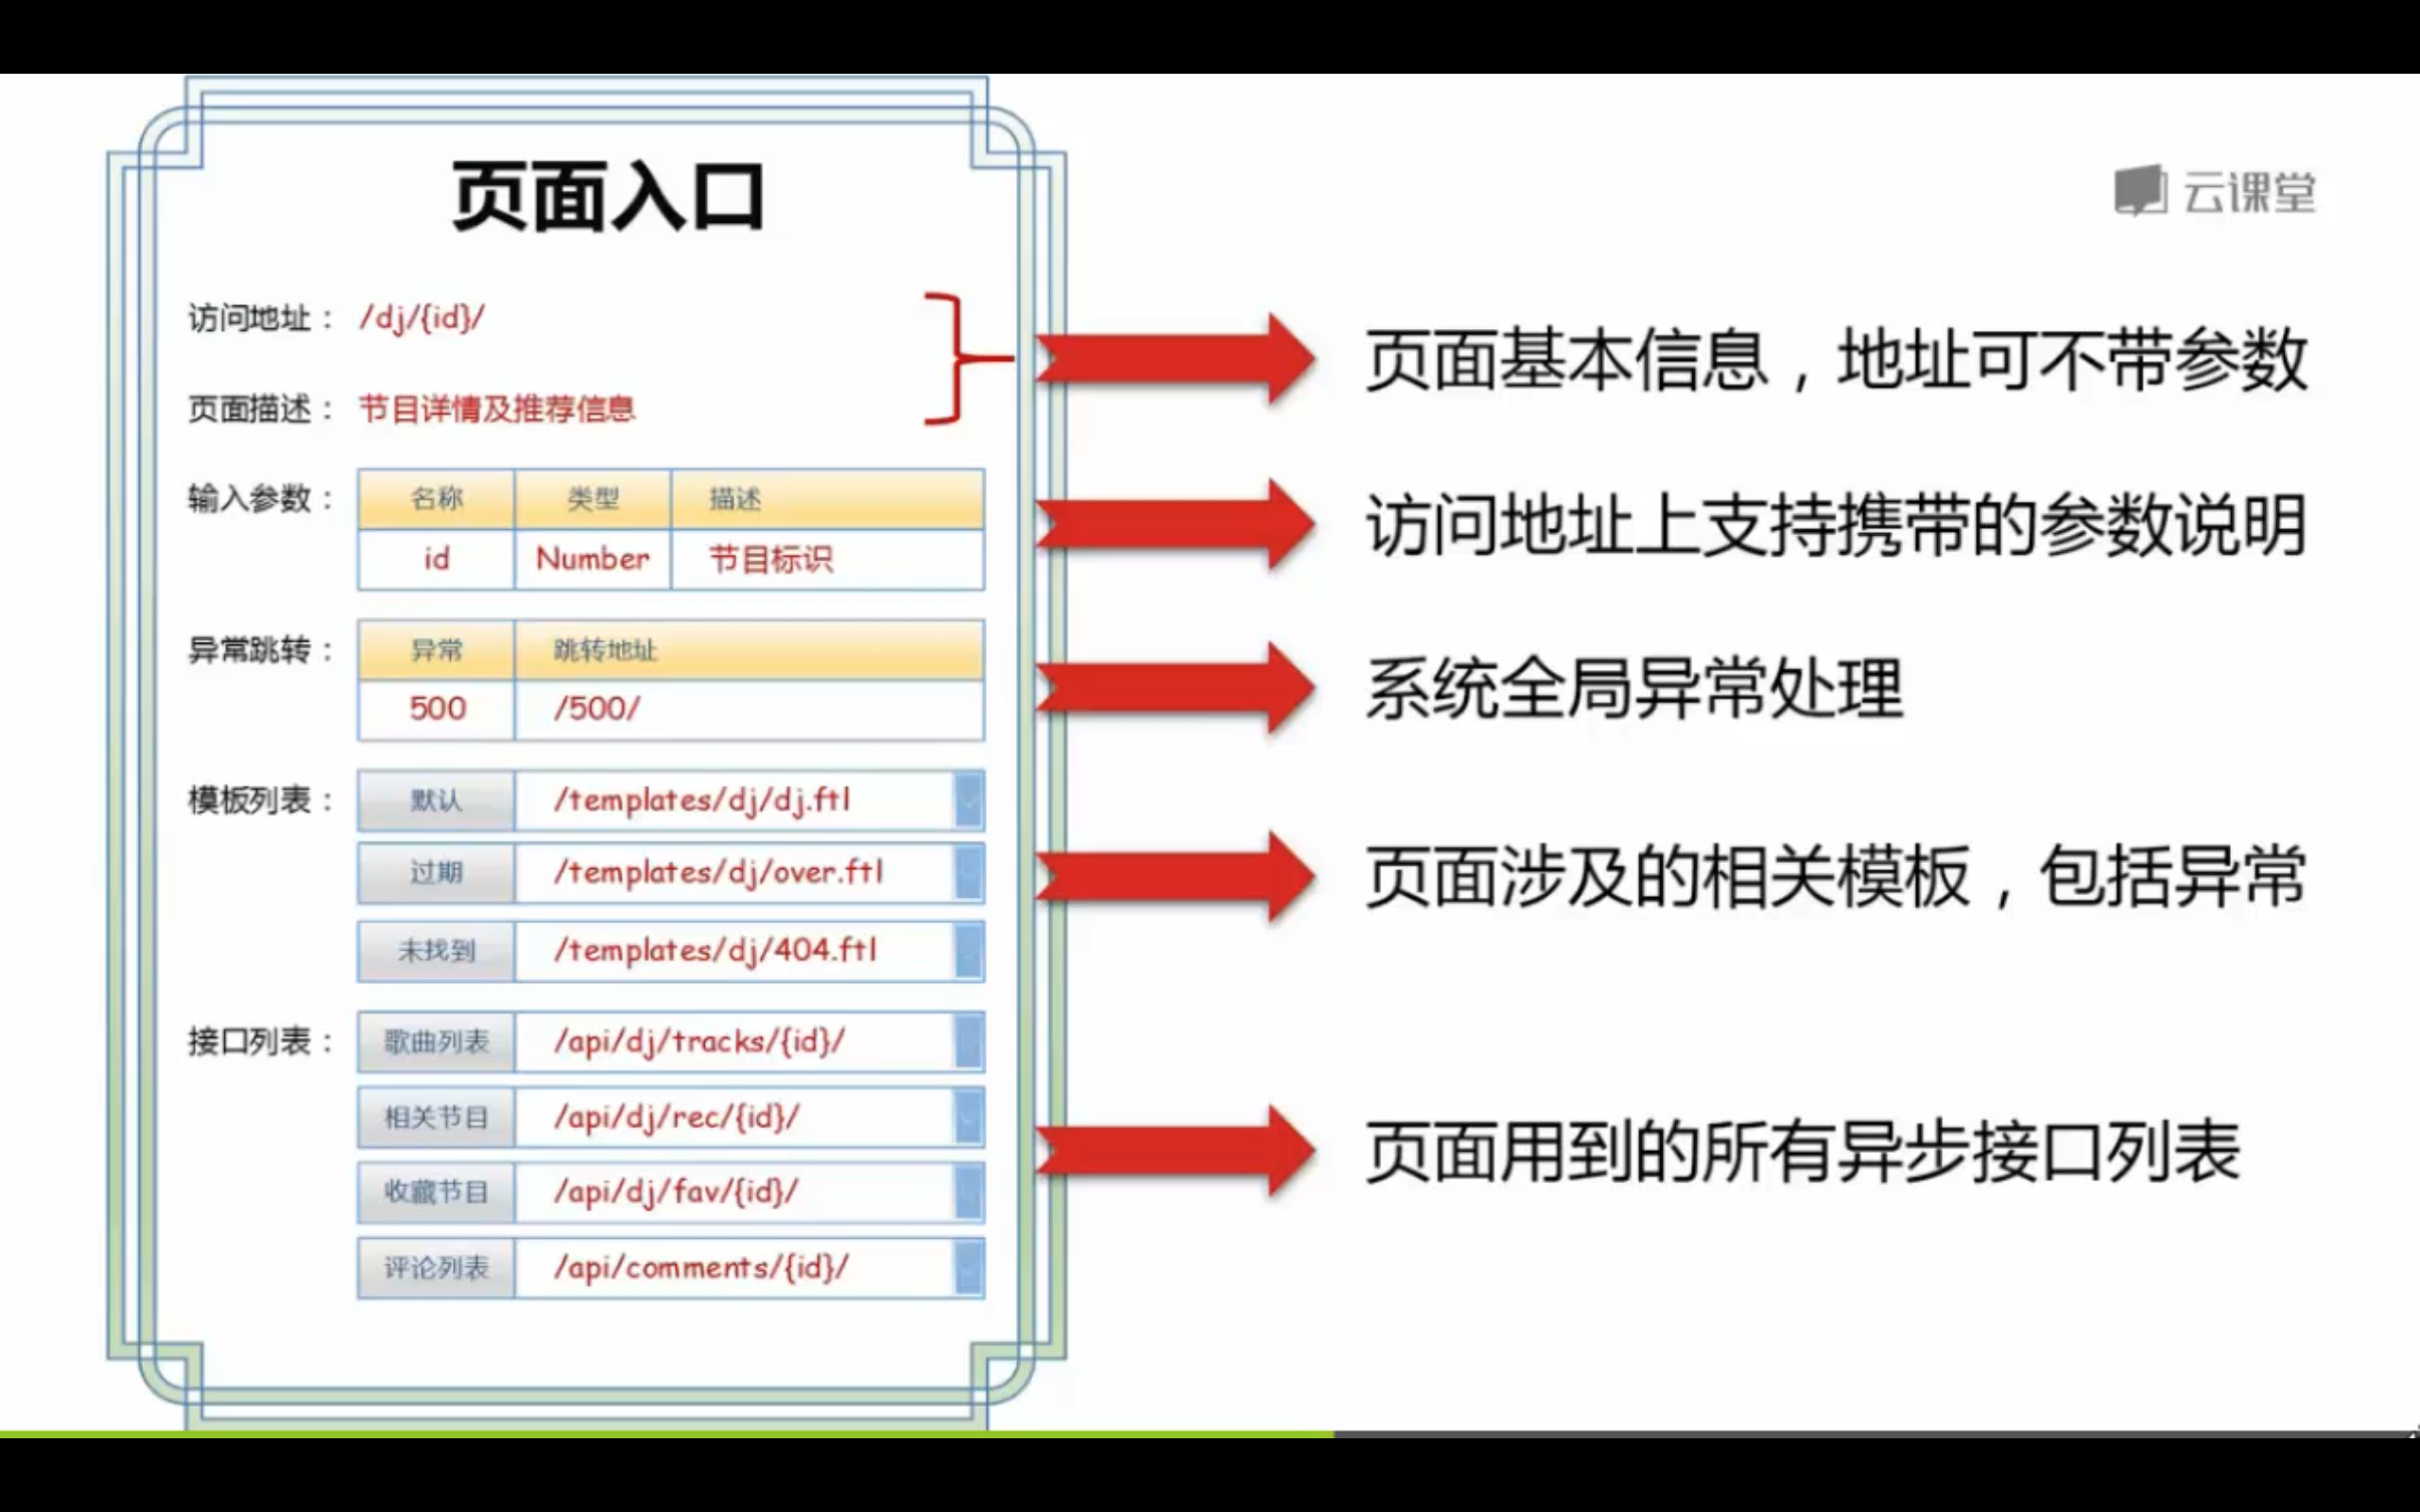 页面入口
云课堂
访问地址： /dj/{id}/
页面描述： 节目详情及推荐信息
页面基本信息，地址可不带参数
输入参数： 名称 类型 描述
id Number 节目标识
访问地址上支持携带的参数说明
异常跳转： 异常 跳转地址
500 /500/
系统全局异常处理
模板列表： 默认 /templates/dj/dj.ftl
过期 /templates/dj/over.ftl
未找到 /templates/dj/404.ftl
页面涉及的相关模板，包括异常
接口列表： 歌曲列表 /api/dj/tracks/{id}/
相关节目 /api/dj/rec/{id}/
收藏节目 /api/dj/fav/{id}/
评论列表 /api/comments/{id}/
页面用到的所有异步接口列表